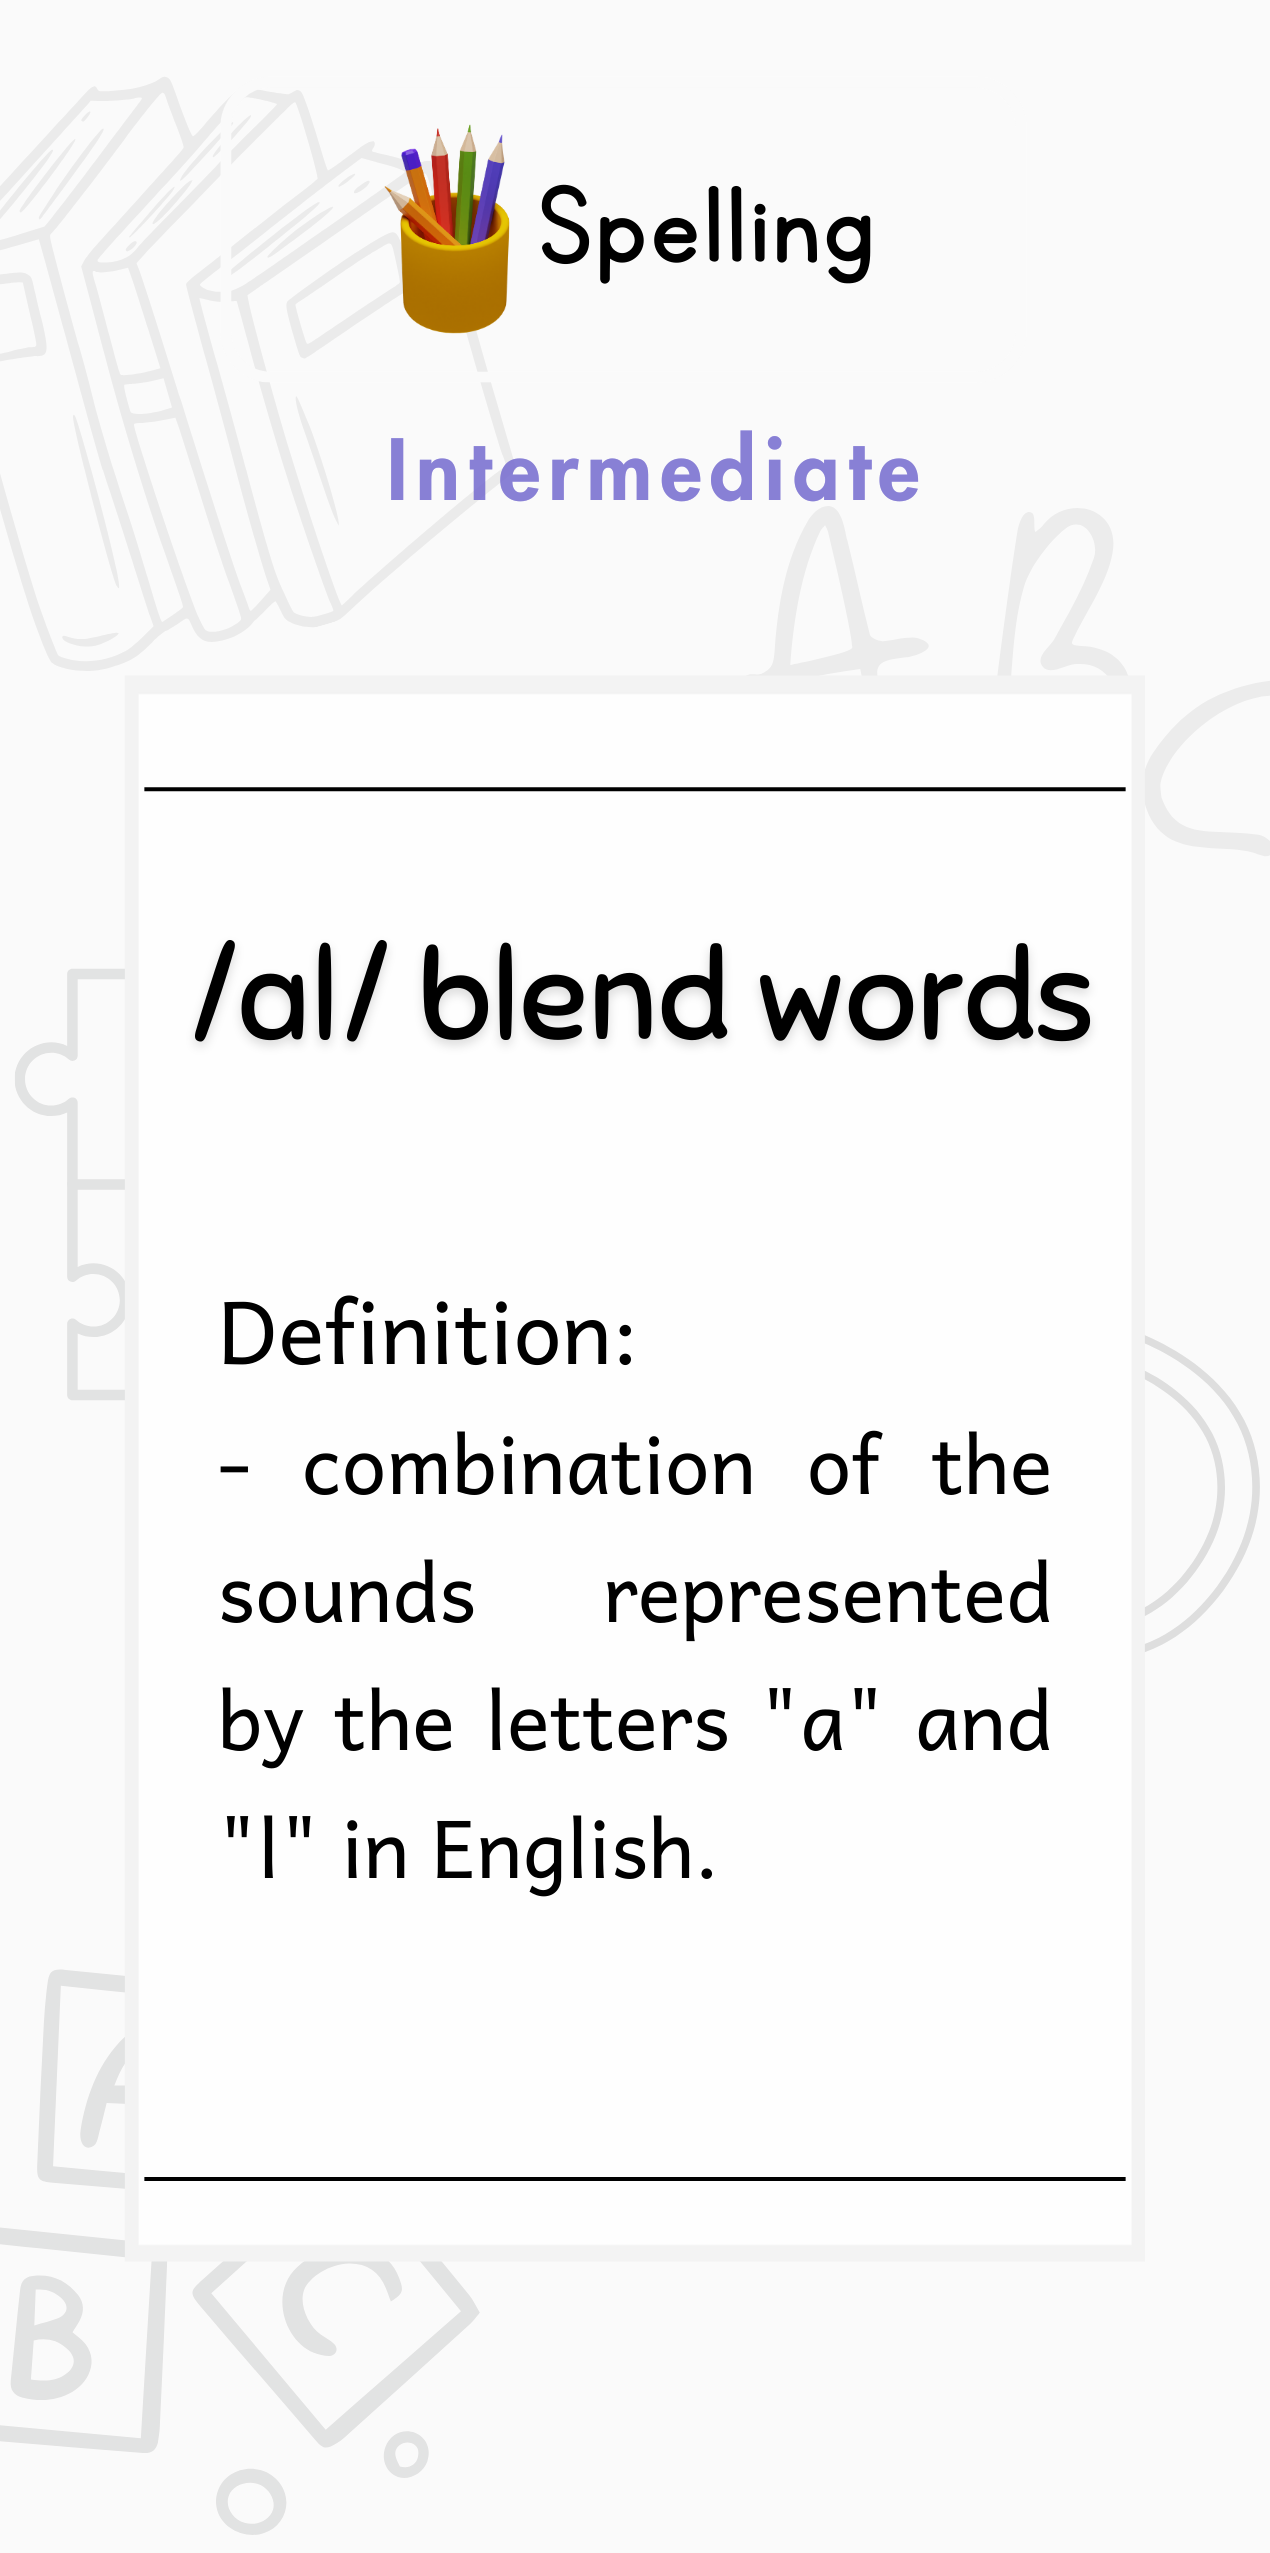 Spelling
Intermediate
A B
/al/ blend words
Definition:
- combination of the
sounds represented
by the letters "a" and
"l" in English.
A
B
C